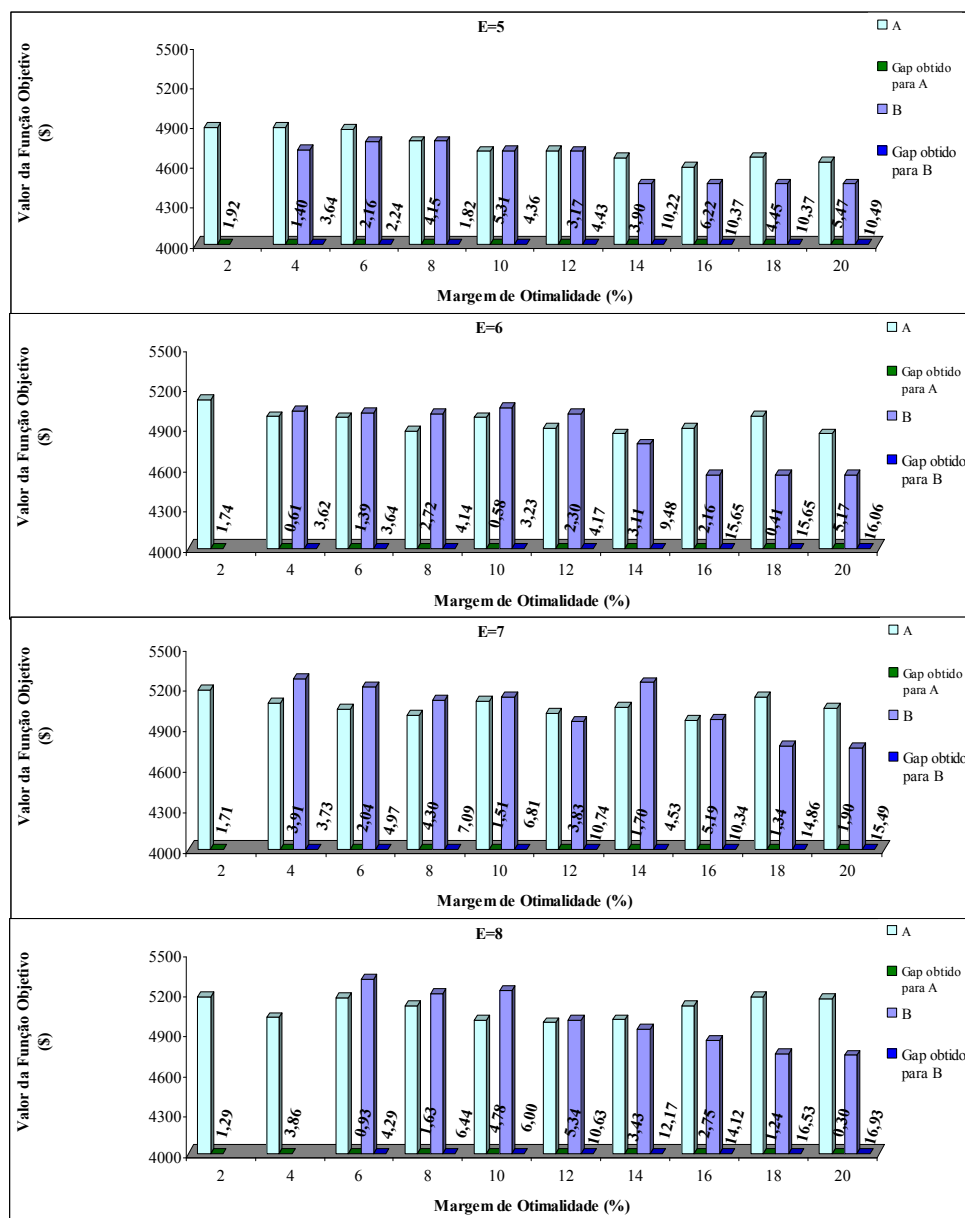 E=5
Valor da Função Objetivo
($)
5500
5200
4900
4600
4300
4000
1,92
1,40
3,64
2,16
2,24
4,15
1,82
5,31
4,36
3,17
4,43
3,90
10,22
6,22
10,37
4,45
10,37
5,47
10,49
2 4 6 8 10 12 14 16 18 20
Margem de Otimalidade (%)
A
Gap obtido
para A
B
Gap obtido
para B
E=6
Valor da Função Objetivo
($)
5500
5200
4900
4600
4300
4000
1,74
0,61
3,62
1,39
3,64
2,72
4,14
0,58
3,23
2,30
4,17
3,11
9,48
2,16
15,65
0,41
15,65
5,17
16,06
2 4 6 8 10 12 14 16 18 20
Margem de Otimalidade (%)
A
Gap obtido
para A
B
Gap obtido
para B
E=7
Valor da Função Objetivo
($)
5500
5200
4900
4600
4300
4000
1,71
3,91
3,73
2,04
4,97
4,30
7,09
1,51
6,81
3,83
10,74
1,70
4,53
5,19
10,34
1,34
14,86
1,90
15,49
2 4 6 8 10 12 14 16 18 20
Margem de Otimalidade (%)
A
Gap obtido
para A
B
Gap obtido
para B
E=8
Valor da Função Objetivo
($)
5500
5200
4900
4600
4300
4000
1,29
3,86
0,93
4,29
1,63
6,44
4,78
6,00
5,34
10,63
3,43
12,17
2,75
14,12
1,24
16,53
0,30
16,93
2 4 6 8 10 12 14 16 18 20
Margem de Otimalidade (%)
A
Gap obtido
para A
B
Gap obtido
para B